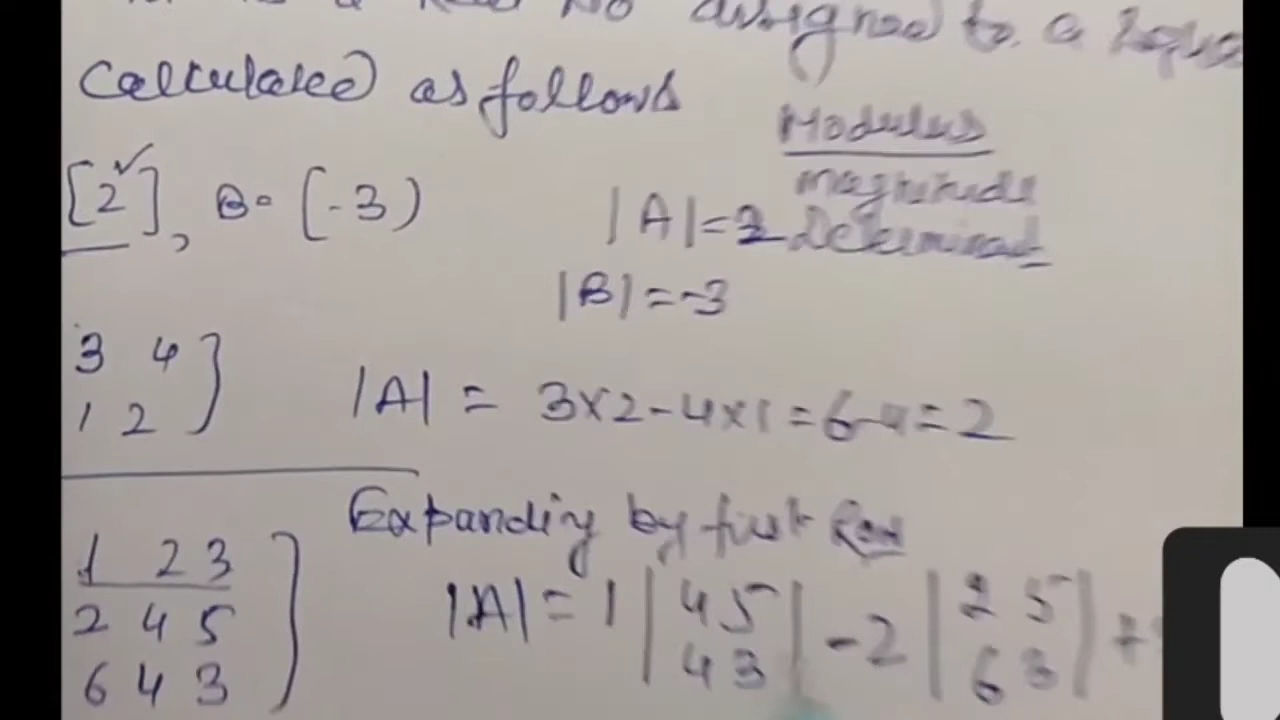 assigned to a
calculated as follows
Modulus
[2✓], B = [-3)
magnitude
|A| = 2 Determinant
|B| = -3
3 4
1 2 ]
|A| = 3x2-4x1 = 6-4 = 2
Expanding by first Row
1 2 3
2 4 5
6 4 3 ]
|A| = 1 |4 5
4 3| -2 |2 5
6 3| +